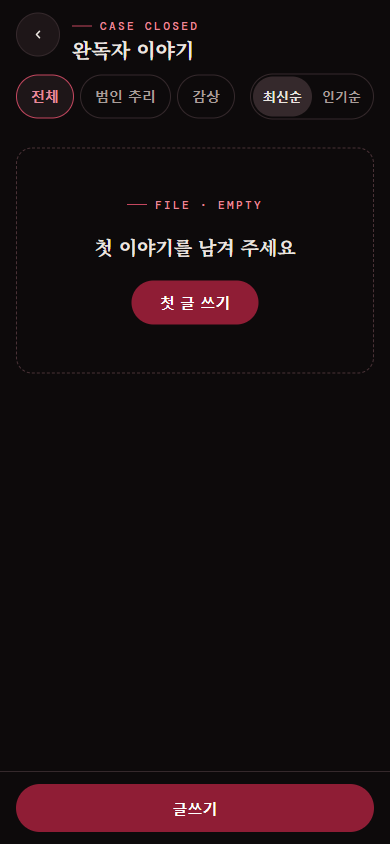 CASE CLOSED
완독자 이야기
전체 범인 추리 감상 최신순 인기순
FILE · EMPTY
첫 이야기를 남겨 주세요
첫 글 쓰기
글쓰기